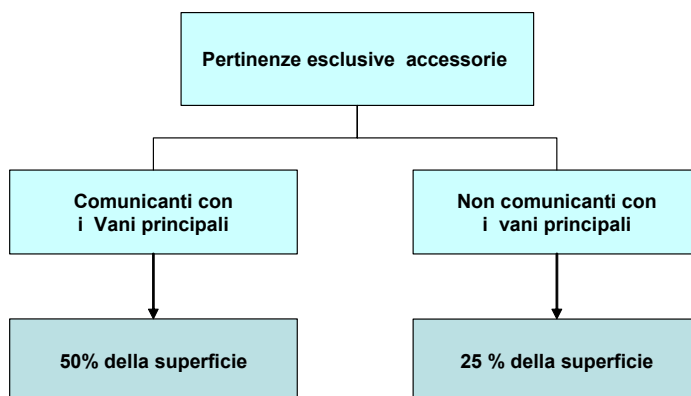 Pertinenze esclusive accessorie
Comunicanti con
i Vani principali
Non comunicanti con
i vani principali
50% della superficie
25 % della superficie